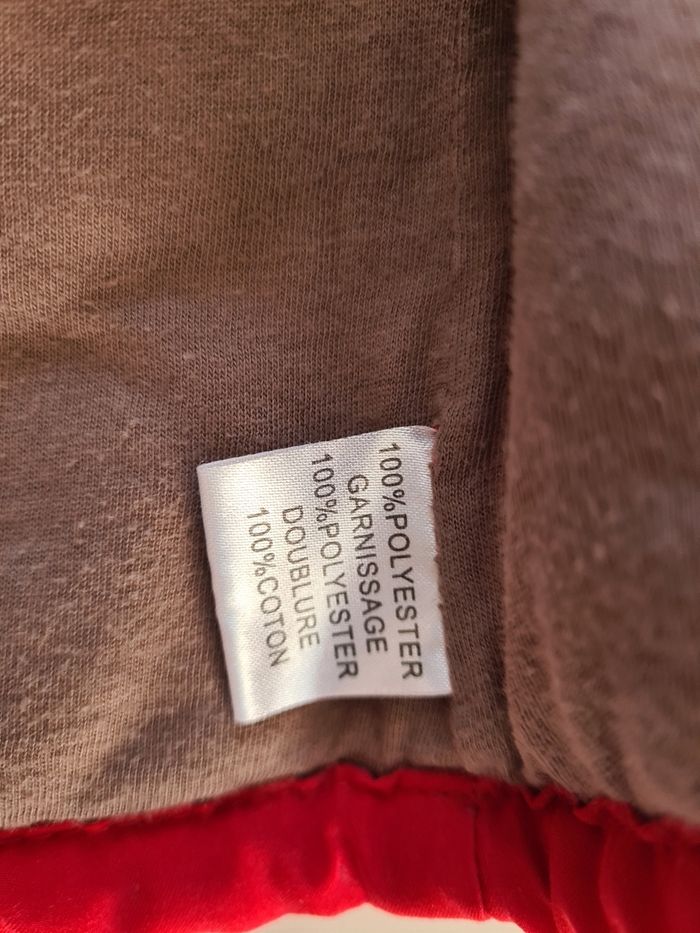 100%POLYESTER
GARNISSAGE
100%POLYESTER
DOUBLURE
100%COTON